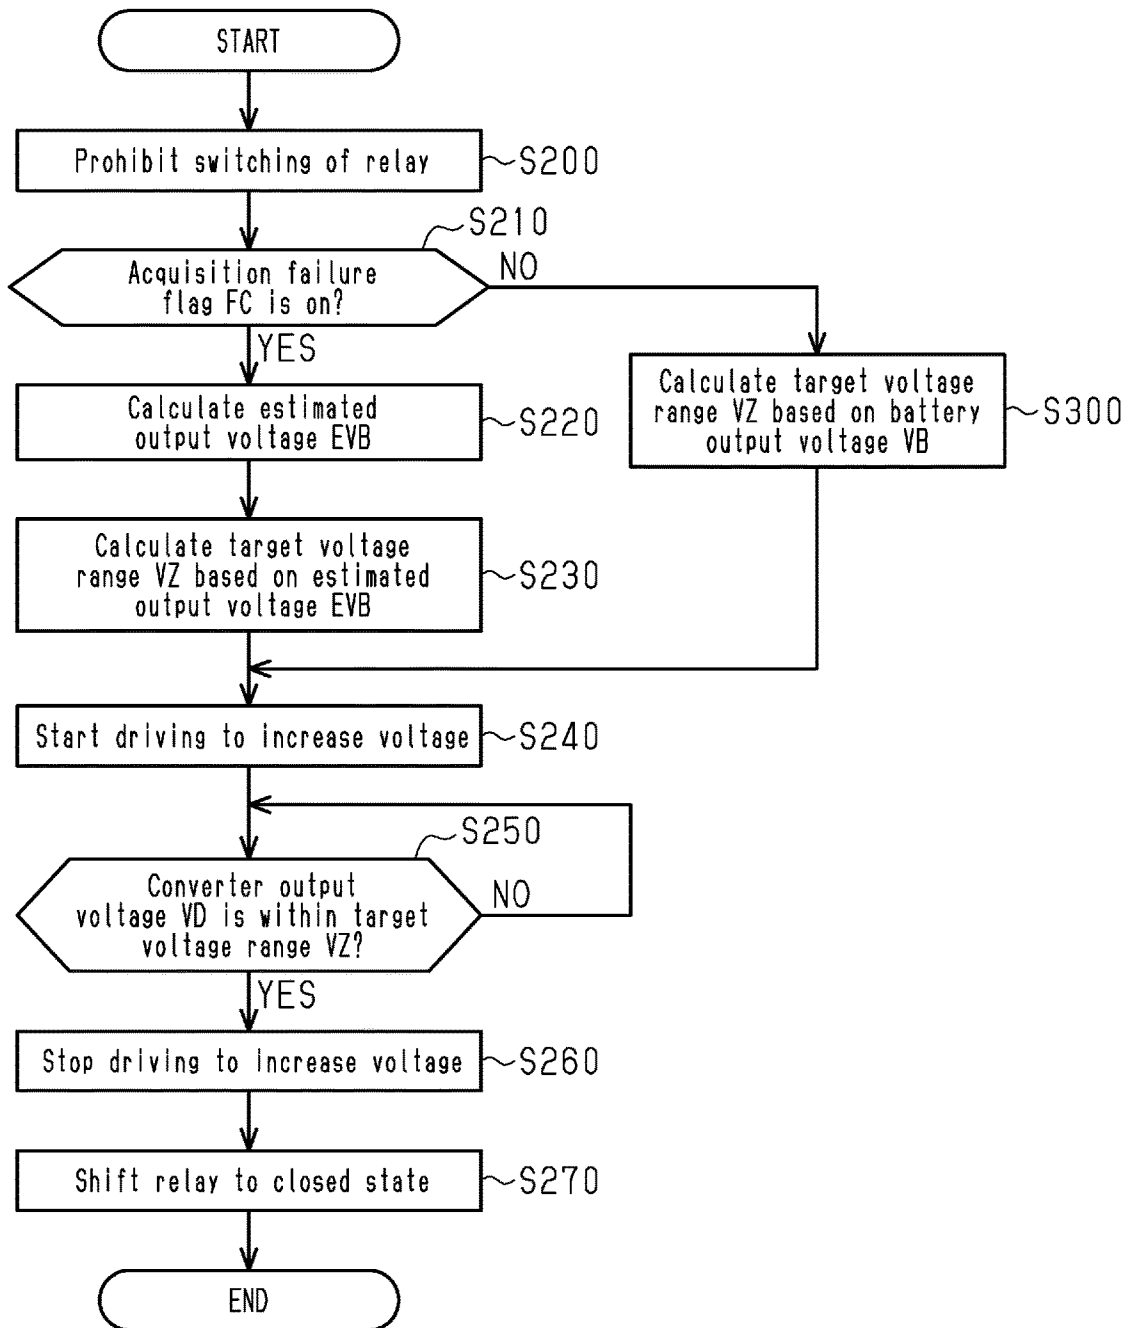 START
Prohibit switching of relay
S200
S210
Acquisition failure
flag FC is on?
NO
YES
Calculate estimated
output voltage EVB
S220
Calculate target voltage
range VZ based on battery
output voltage VB
S300
Calculate target voltage
range VZ based on estimated
output voltage EVB
S230
Start driving to increase voltage
S240
S250
Converter output
voltage VD is within target
voltage range VZ?
NO
YES
Stop driving to increase voltage
S260
Shift relay to closed state
S270
END